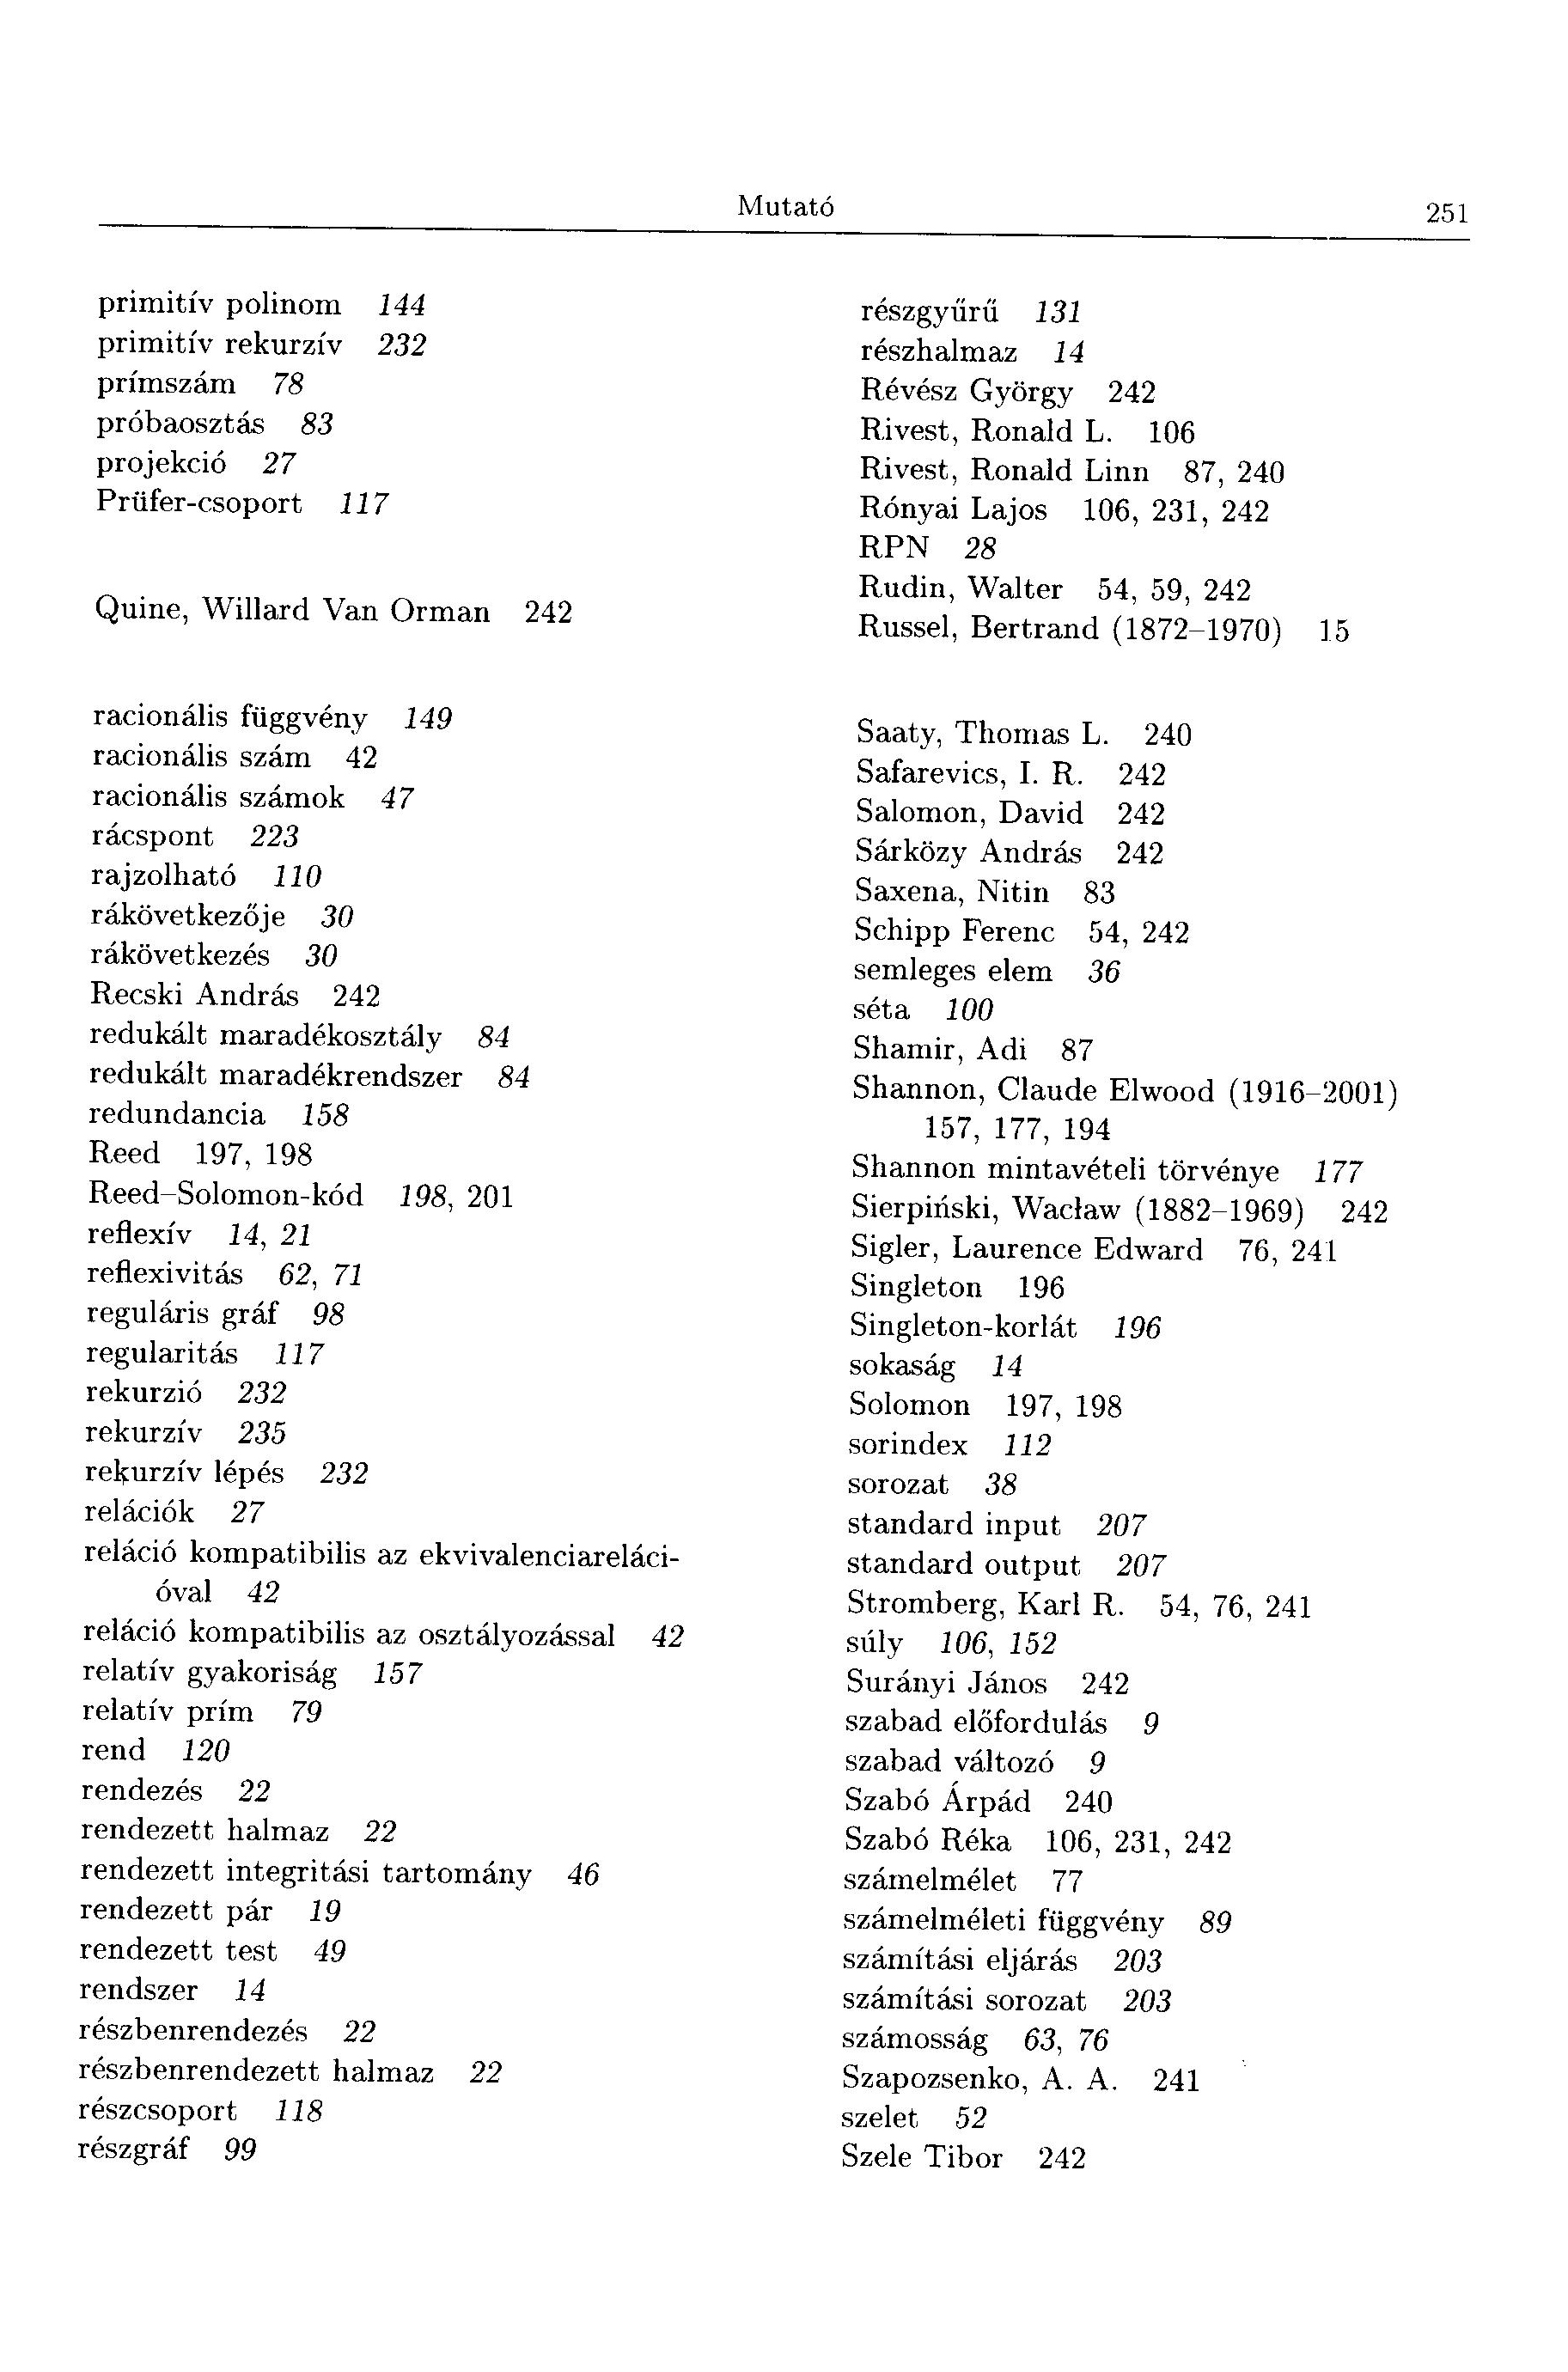 Mutató
251
primitív polinom 144
primitív rekurzív 232
prímszám 78
próbaosztás 83
projekció 27
Prüfer-csoport 117
Quine, Willard Van Orman 242
racionális függvény 149
racionális szám 42
racionális számok 47
rácspont 223
rajzolható 110
rákövetkezője 30
rákövetkezés 30
Recski András 242
redukált maradékosztály 84
redukált maradékrendszer 84
redundancia 158
Reed 197, 198
Reed–Solomon-kód 198, 201
reflexív 14, 21
reflexivitás 62, 71
reguláris gráf 98
regularitás 117
rekurzió 232
rekurzív 235
rekurzív lépés 232
relációk 27
reláció kompatibilis az ekvivalenciareláci-
óval 42
reláció kompatibilis az osztályozással 42
relatív gyakoriság 157
relatív prím 79
rend 120
rendezés 22
rendezett halmaz 22
rendezett integritási tartomány 46
rendezett pár 19
rendezett test 49
rendszer 14
részbenrendezés 22
részbenrendezett halmaz 22
részcsoport 118
részgráf 99
részgyűrű 131
részhalmaz 14
Révész György 242
Rivest, Ronald L. 106
Rivest, Ronald Linn 87, 240
Rónyai Lajos 106, 231, 242
RPN 28
Rudin, Walter 54, 59, 242
Russel, Bertrand (1872–1970) 15
Saaty, Thomas L. 240
Safarevics, I. R. 242
Salomon, David 242
Sárközy András 242
Saxena, Nitin 83
Schipp Ferenc 54, 242
semleges elem 36
séta 100
Shamir, Adi 87
Shannon, Claude Elwood (1916–2001)
157, 177, 194
Shannon mintavételi törvénye 177
Sierpiński, Wacław (1882–1969) 242
Sigler, Laurence Edward 76, 241
Singleton 196
Singleton-korlát 196
sokaság 14
Solomon 197, 198
sorindex 112
sorozat 38
standard input 207
standard output 207
Stromberg, Karl R. 54, 76, 241
súly 106, 152
Surányi János 242
szabad előfordulás 9
szabad változó 9
Szabó Árpád 240
Szabó Réka 106, 231, 242
számelmélet 77
számelméleti függvény 89
számítási eljárás 203
számítási sorozat 203
számosság 63, 76
Szapozsenko, A. A. 241
szelet 52
Szele Tibor 242